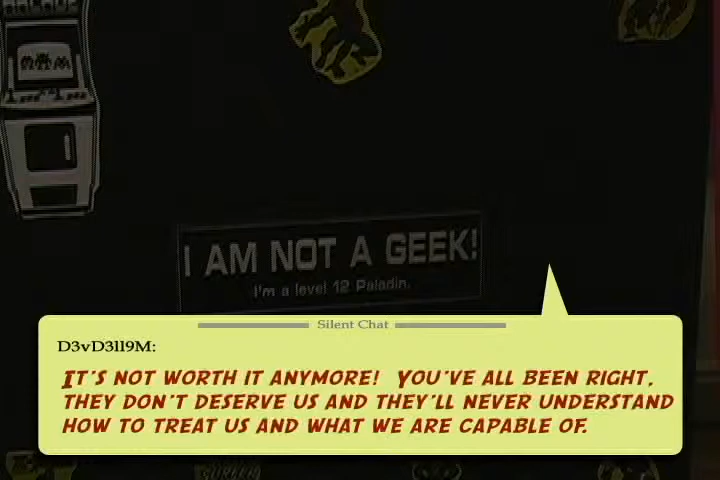 ARCADE
I AM NOT A GEEK!
I'm a level 12 Paladin.
Silent Chat
D3vD3ll9M:
It's not worth it anymore! You've all been right,
they don't deserve us and they'll never understand
how to treat us and what we are capable of.